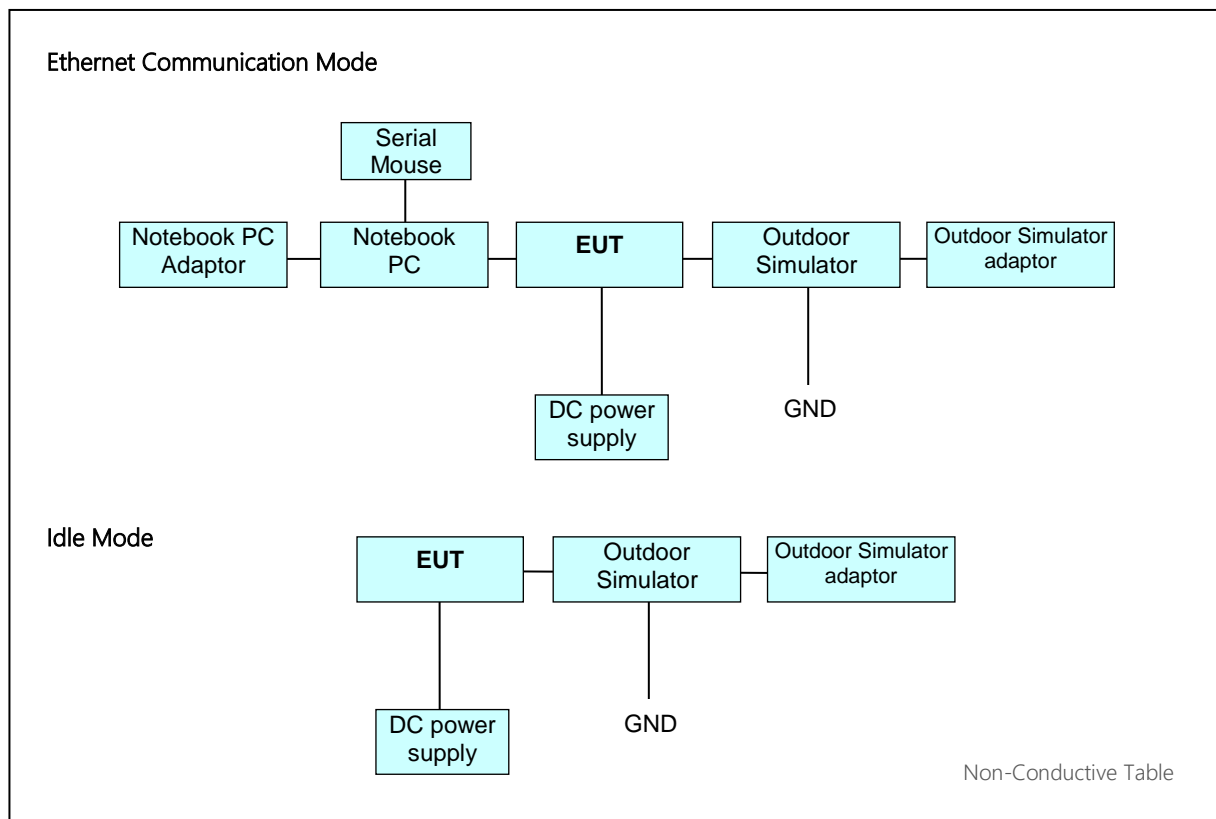 Ethernet Communication Mode
Serial
Mouse
Notebook PC
Adaptor
Notebook
PC
EUT
Outdoor
Simulator
Outdoor Simulator
adaptor
DC power
supply
GND
Idle Mode
EUT
Outdoor
Simulator
Outdoor Simulator
adaptor
DC power
supply
GND
Non-Conductive Table